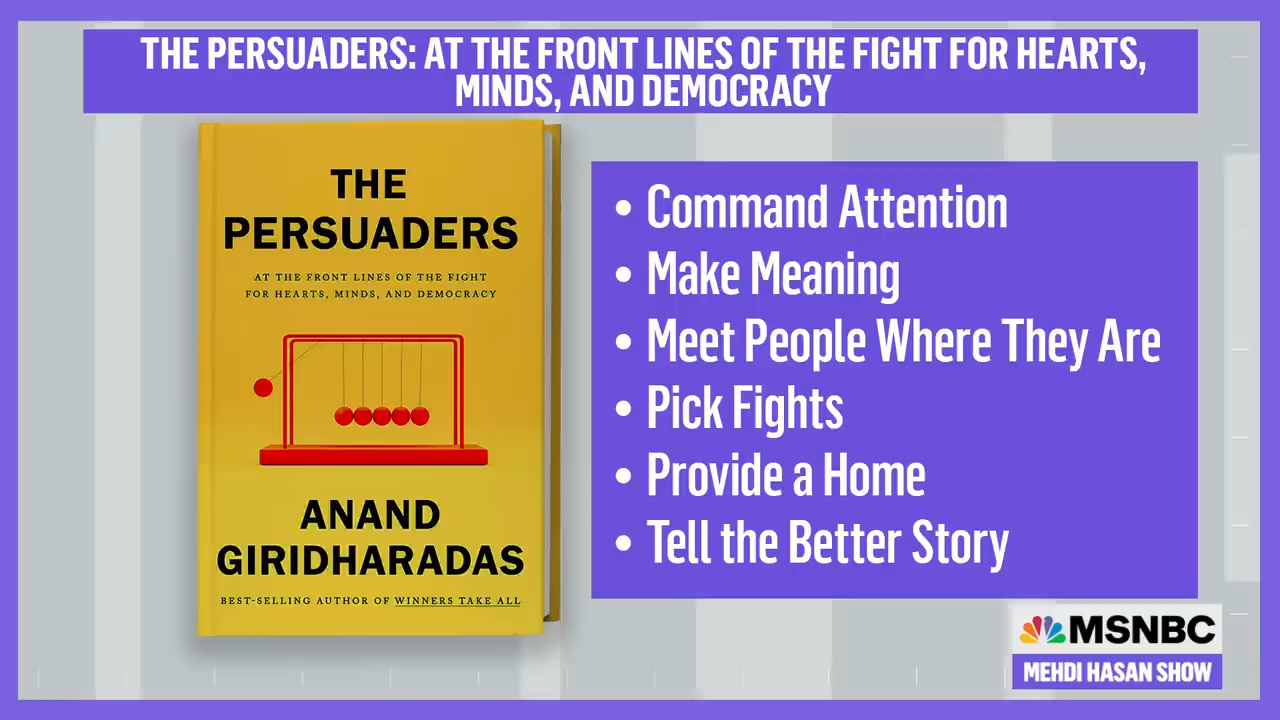 THE PERSUADERS: AT THE FRONT LINES OF THE FIGHT FOR HEARTS,
MINDS, AND DEMOCRACY
THE
PERSUADERS
AT THE FRONT LINES OF THE FIGHT
FOR HEARTS, MINDS, AND DEMOCRACY
ANAND
GIRIDHARADAS
BEST-SELLING AUTHOR OF WINNERS TAKE ALL
• Command Attention
• Make Meaning
• Meet People Where They Are
• Pick Fights
• Provide a Home
• Tell the Better Story
MSNBC
MEHDI HASAN SHOW